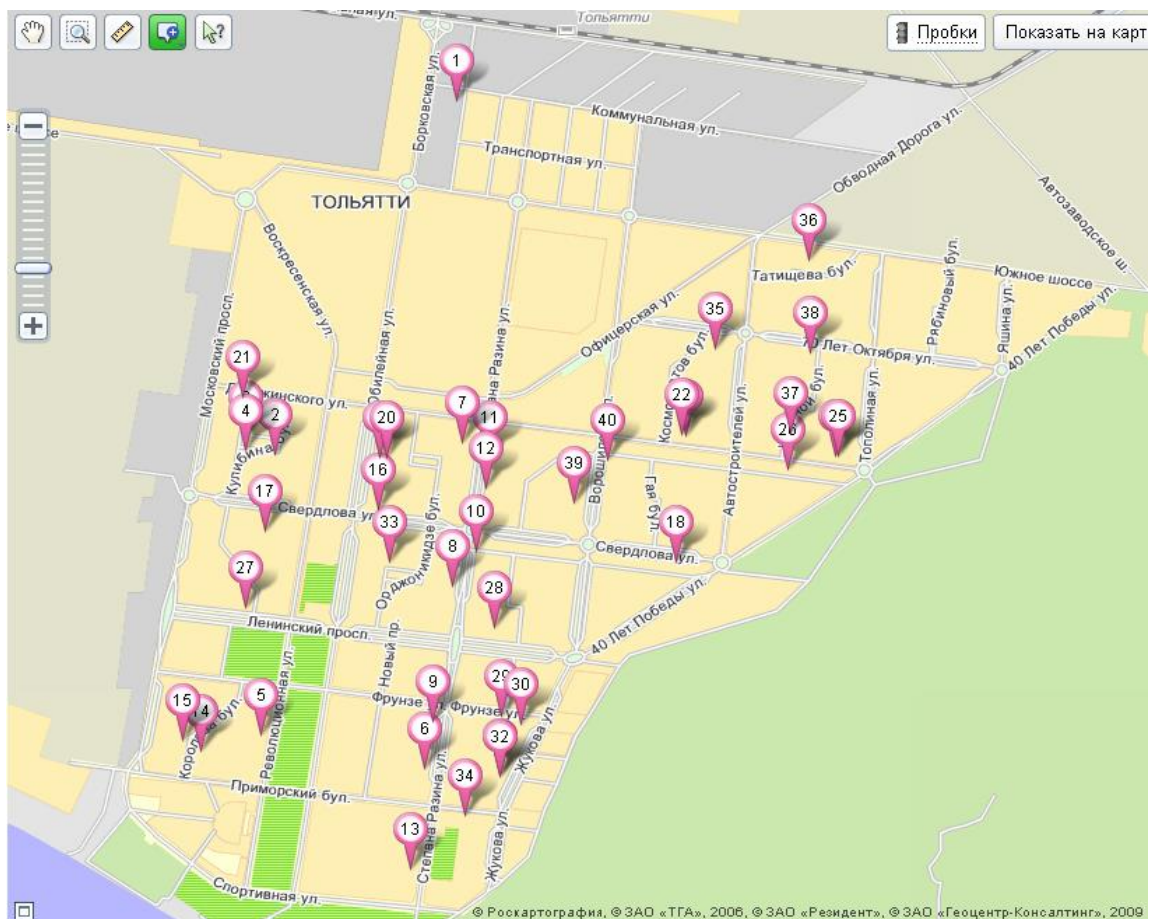 ьная ул.
Тольятти
Пробки
Показать на карт
1
Борковская ул.
Коммунальная ул.
Транспортная ул.
Обводная Дорога ул.
Автозаводское ш.
ТОЛЬЯТТИ
36
Татищева бул.
Южное шоссе
Воскресенская ул.
Московский просп.
Офицерская ул.
35
38
70 Лет Октября ул.
Рябиновый бул.
Яшина ул.
40 Лет Победы ул.
21
4
2
Кулибина бу
20
7
11
12
22
40
37
26
25
Автостроителей ул.
Тополиная ул.
16
39
Гая бул.
17
Свердлова ул
33
Орджоникидзе бул.
10
8
18
Свердлова ул.
27
28
40 Лет Победы ул.
Ленинский просп.
Новый пр.
15
14
5
Революционная ул.
9
Фрунзе ул.
Фрунзе ул.
29
30
6
32
Жукова ул.
Приморский бул.
34
13
Степана Разина ул.
Жукова ул.
Спортивная ул.
© Роскартография, © ЗАО «ТГА», 2006, © ЗАО «Резидент», © ЗАО «Геоцентр-Консалтинг», 2009